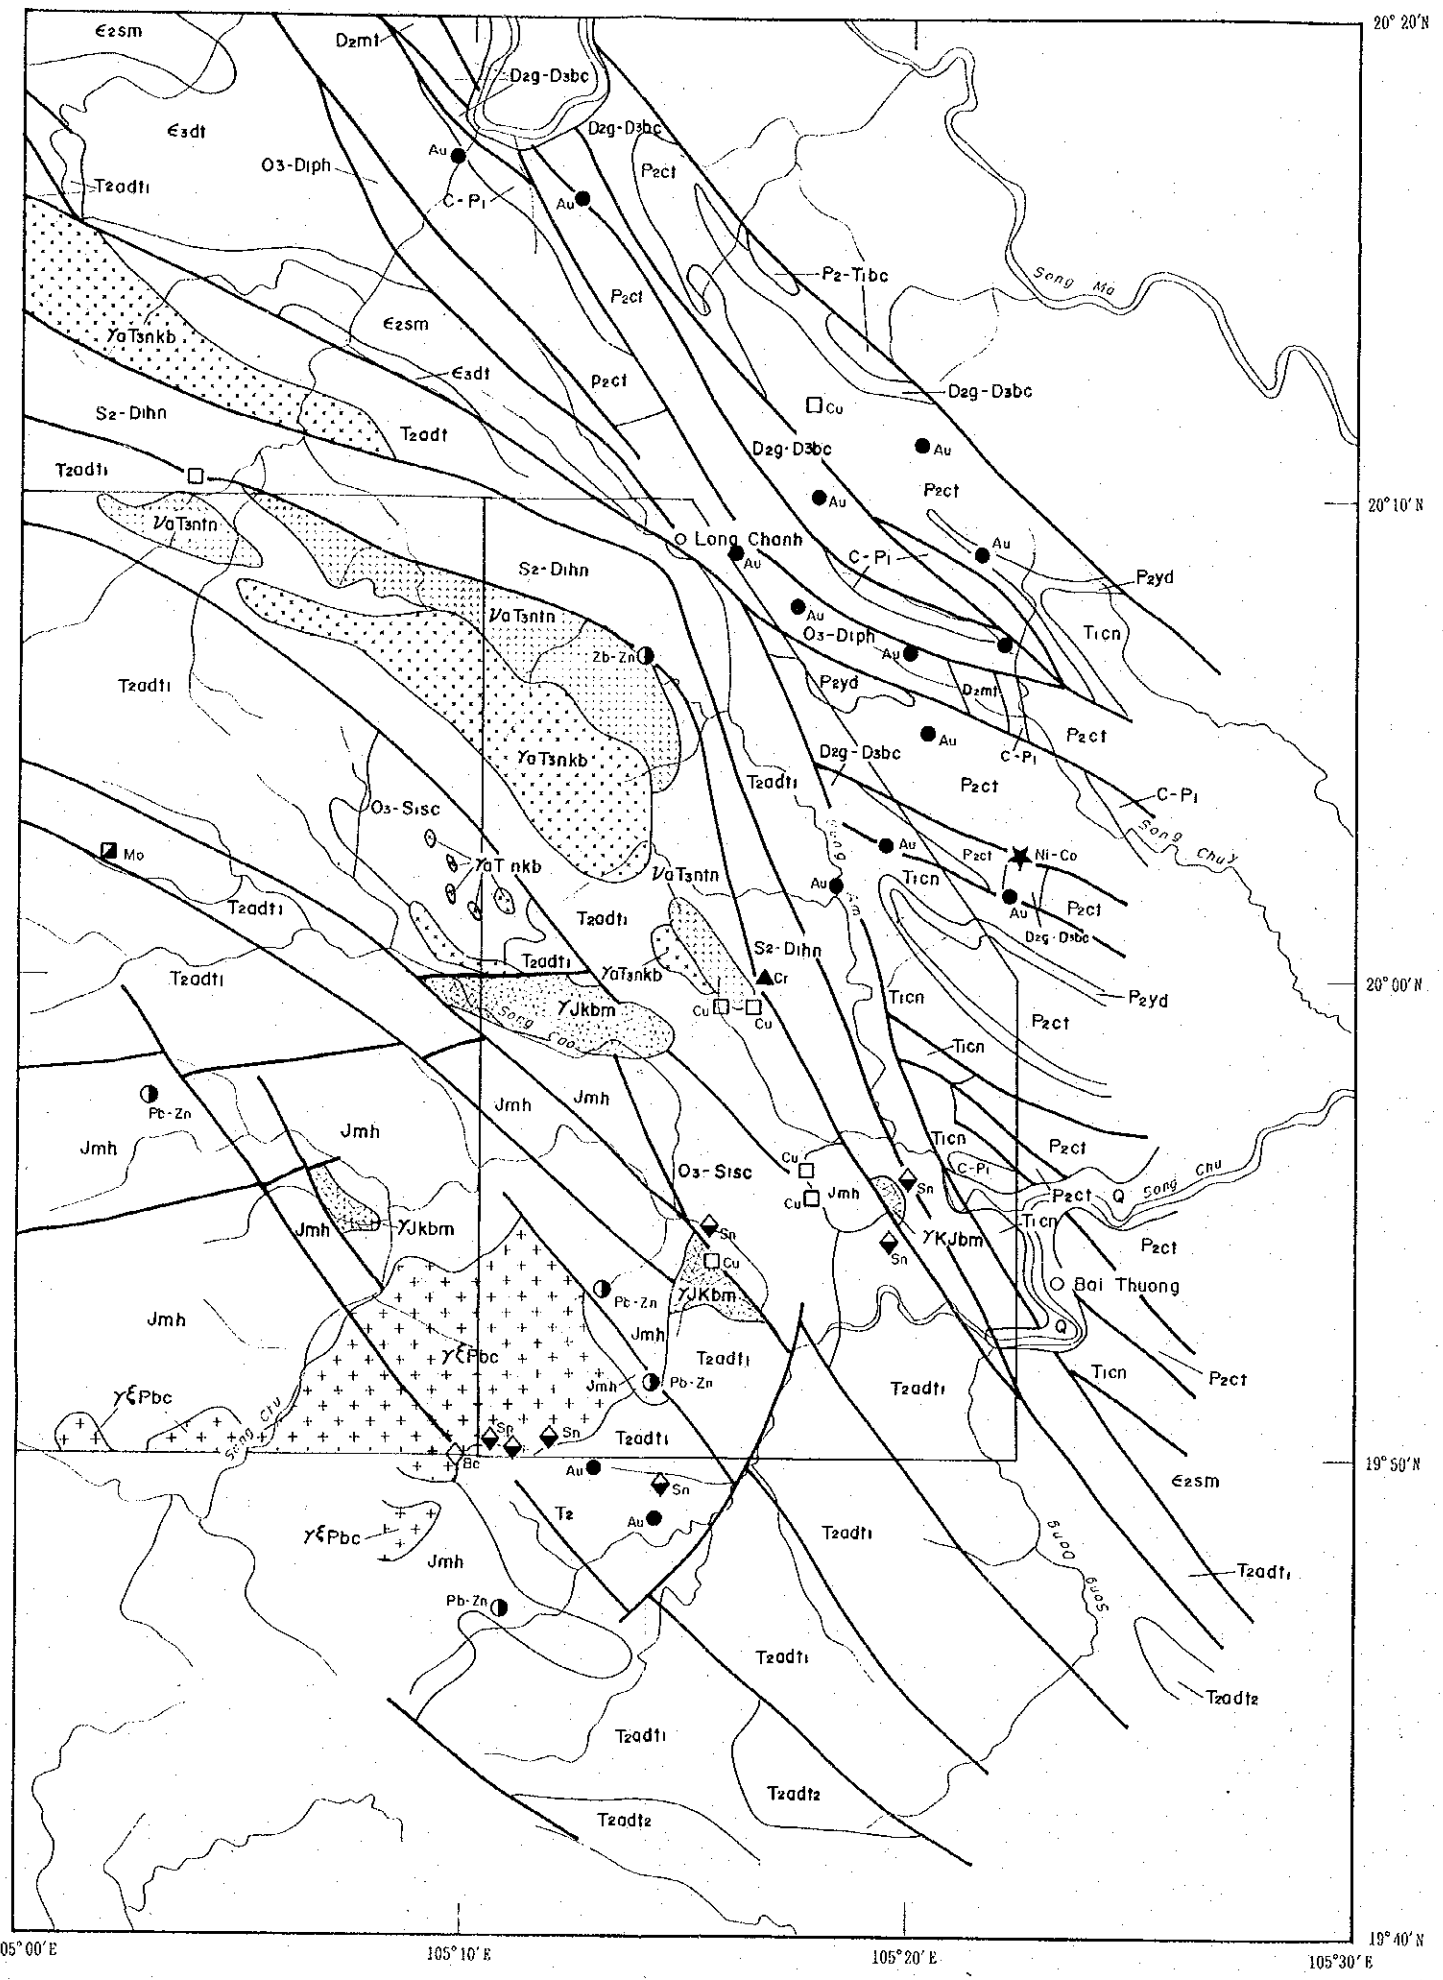 20° 20′N
Є2sm
D2mt
D2g-D3bc
Є3dt
D2g-D3bc
Au
O3-D1ph
P2ct
T2adt1
C-P1
Au
P2-T1bc
Song Ma
P2ct
Є2sm
γaT3nkb
Є3dt
P2ct
D2g-D3bc
S2-D1hn
Cu
T2adt
D2g-D3bc
Au
T2adt1
P2ct
Au
20° 10′N
νaT3ntn
Long Chanh
Au
Au
C-P1
S2-D1hn
P2yd
νaT3ntn
Au
O3-D1ph
T1cn
Zb-Zn
Au
T2adt1
P2yd
D2mt
Au
P2ct
D2g-D3bc
C-P1
γaT3nkb
T2adt1
P2ct
C-P1
O3-S1sc
Song Chuy
Song Am
Au
Mo
P2ct
Ni-Co
γaT nkb
νaT3ntn
T1cn
Au
T2adt1
T2adt1
Au
P2ct
D2g-D3bc
S2-D1hn
T2adt1
T2adt1
γaT3nkb
Cr
20° 00′N
T1cn
P2yd
γJkbm
Cu
Cu
Song Cao
P2ct
T1cn
Pb-Zn
Jmh
Jmh
Jmh
T1cn
Jmh
P2ct
O3-S1sc
Cu
C-P1
Song Chu
Cu
Jmh
Sn
P2ct
Q
Jmh
γJkbm
Sn
γKJbm
T1cn
P2ct
Cu
Sn
Bai Thuong
γJKbm
Pb-Zn
Jmh
Jmh
Q
γξPbc
T2adt1
T1cn
Jmh
Pb-Zn
T2adt1
P2ct
γξPbc
Song Chu
Sn
Sn
T2adt1
Bc
Au
19° 50′N
Sn
Є2sm
T2
Au
γξPbc
T2adt1
Jmh
Song Dang
T2adt1
Pb-Zn
T2adt1
T2adt2
T2adt1
T2adt2
T2adt2
19° 40′N
05° 00′E
105° 10′E
105° 20′E
105° 30′E